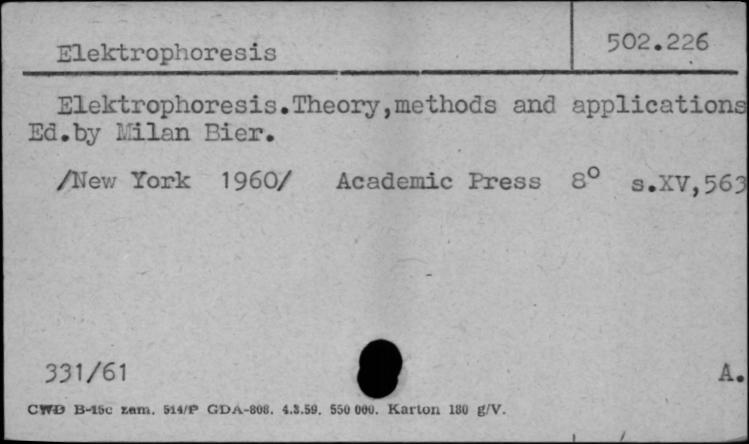 Elektrophoresis
502.226
Elektrophoresis.Theory,methods and applications
Ed.by Milan Bier.
/New York 1960/ Academic Press 8° s.XV,563
331/61
A.
CWD B-15c zam. 514/P GDA-808. 4.3.59. 550 000. Karton 180 g/V.